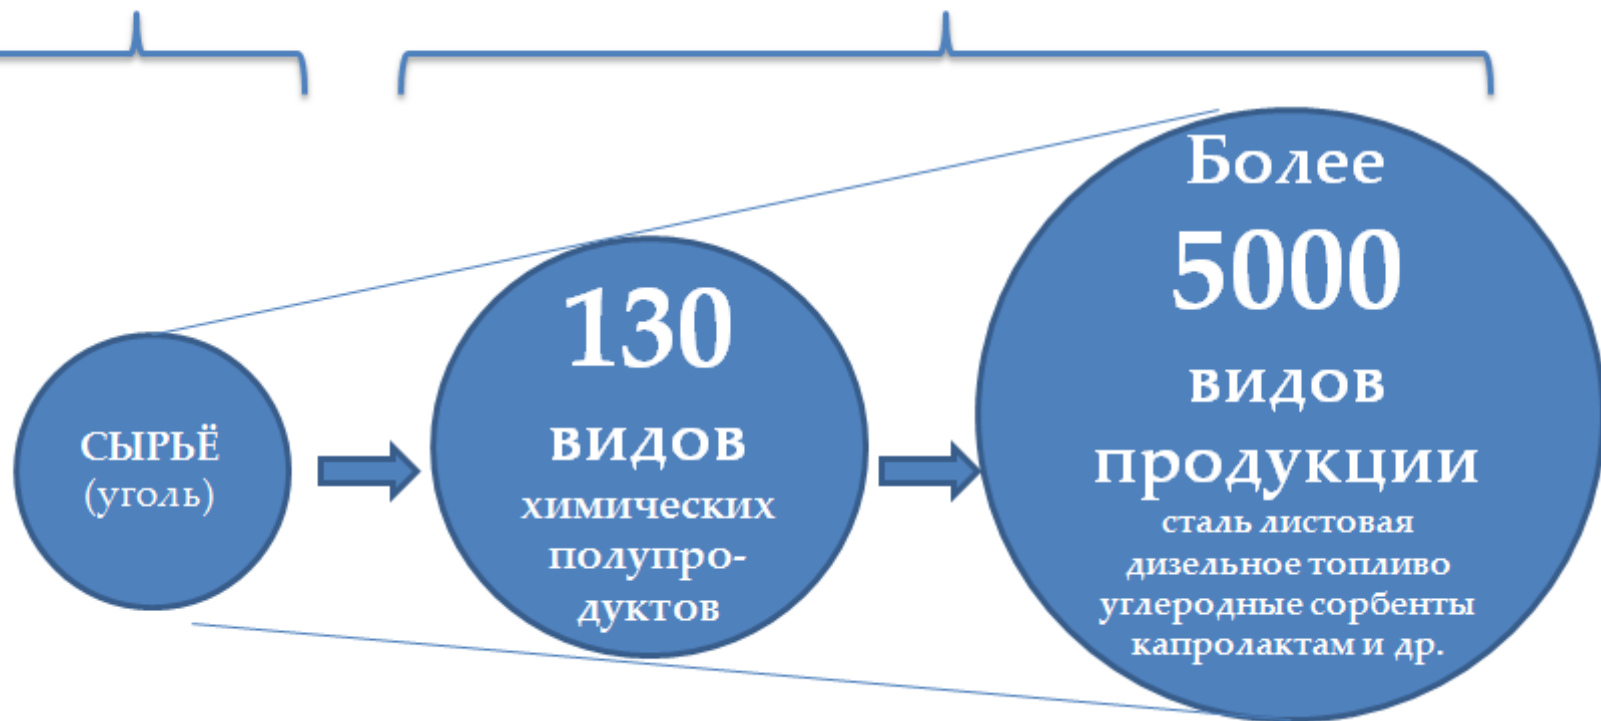 СЫРЬЁ
(уголь)
130
видов
химических
полупро-
дуктов
Более
5000
видов
продукции
сталь листовая
дизельное топливо
углеродные сорбенты
капролактам и др.